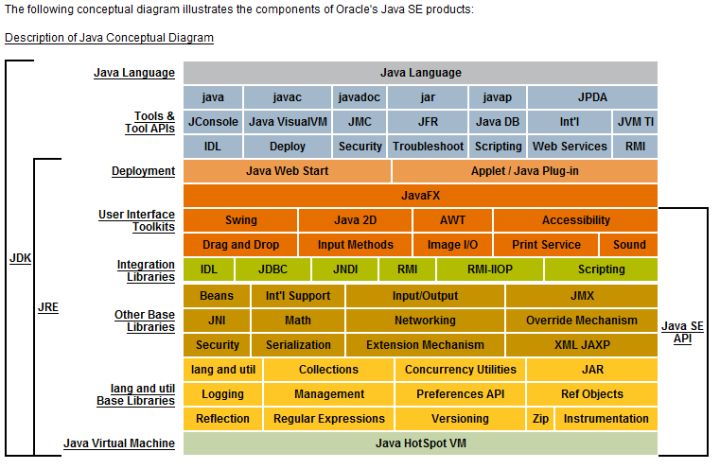 The following conceptual diagram illustrates the components of Oracle's Java SE products:
Description of Java Conceptual Diagram
Java Language Java Language
java javac javadoc jar javap JPDA
Tools &
Tool APIs
JConsole Java VisualVM JMC JFR Java DB Int'l JVM TI
IDL Deploy Security Troubleshoot Scripting Web Services RMI
Deployment Java Web Start Applet / Java Plug-in
JavaFX
User Interface
Toolkits
Swing Java 2D AWT Accessibility
Drag and Drop Input Methods Image I/O Print Service Sound
Integration
Libraries
IDL JDBC JNDI RMI RMI-IIOP Scripting
JDK
JRE
Java SE
API
Other Base
Libraries
Beans Int'l Support Input/Output JMX
JNI Math Networking Override Mechanism
Security Serialization Extension Mechanism XML JAXP
lang and util
Base Libraries
lang and util Collections Concurrency Utilities JAR
Logging Management Preferences API Ref Objects
Reflection Regular Expressions Versioning Zip Instrumentation
Java Virtual Machine Java HotSpot VM